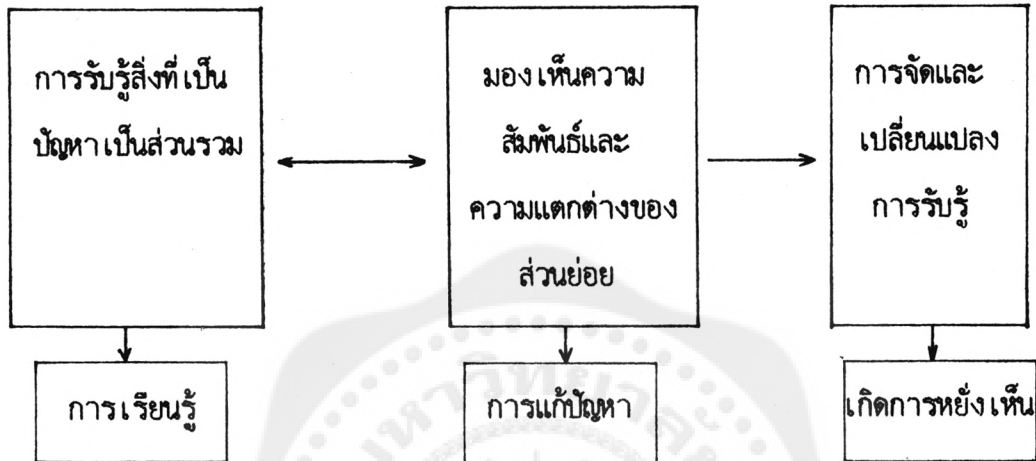 การรับรู้สิ่งที่เป็น
ปัญหาเป็นส่วนรวม
มองเห็นความ
สัมพันธ์และ
ความแตกต่างของ
ส่วนย่อย
การจัดและ
เปลี่ยนแปลง
การรับรู้
การเรียนรู้
การแก้ปัญหา
เกิดการหยั่งเห็น